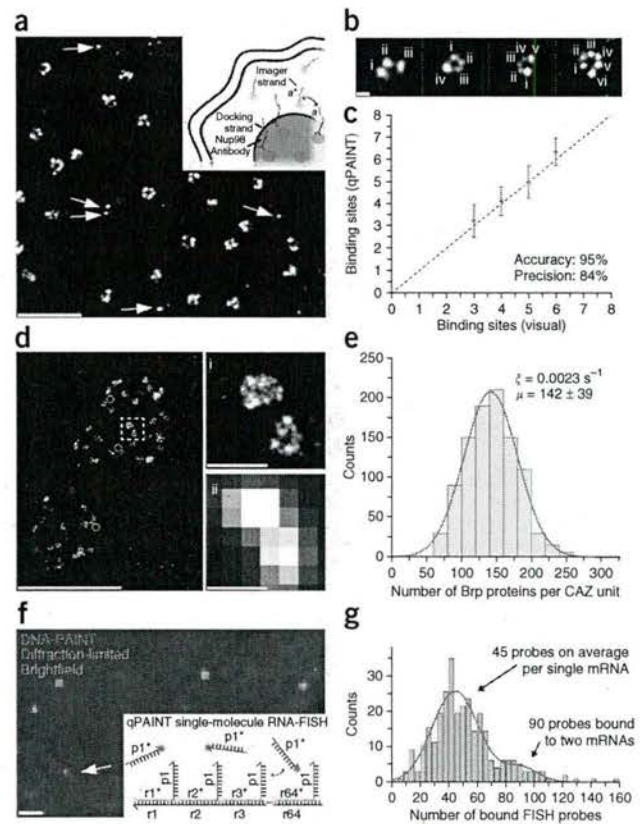 a
Imager
strand
a*
a
Docking
strand
Nup98
Antibody
b
ii
iii
i
i
ii
iv
iii
iv
v
iii
ii
i
ii
iii
iv
i
v
vi
c
Binding sites (qPAINT)
8
7
6
5
4
3
2
1
0
Accuracy: 95%
Precision: 84%
0 1 2 3 4 5 6 7 8
Binding sites (visual)
d
i
ii
e
Counts
250
200
150
100
50
0
ξ = 0.0023 s⁻¹
μ = 142 ± 39
0 50 100 150 200 250 300
Number of Brp proteins per CAZ unit
f
DNA-PAINT
Diffraction-limited
Brightfield
qPAINT single-molecule RNA-FISH
p1* p1* p1*
p1 p1 p1 p1
r1* r2* r3* r64*
r1 r2 r3 r64
g
Counts
30
20
10
0
45 probes on average
per single mRNA
90 probes bound
to two mRNAs
0 20 40 60 80 100 120 140 160
Number of bound FISH probes